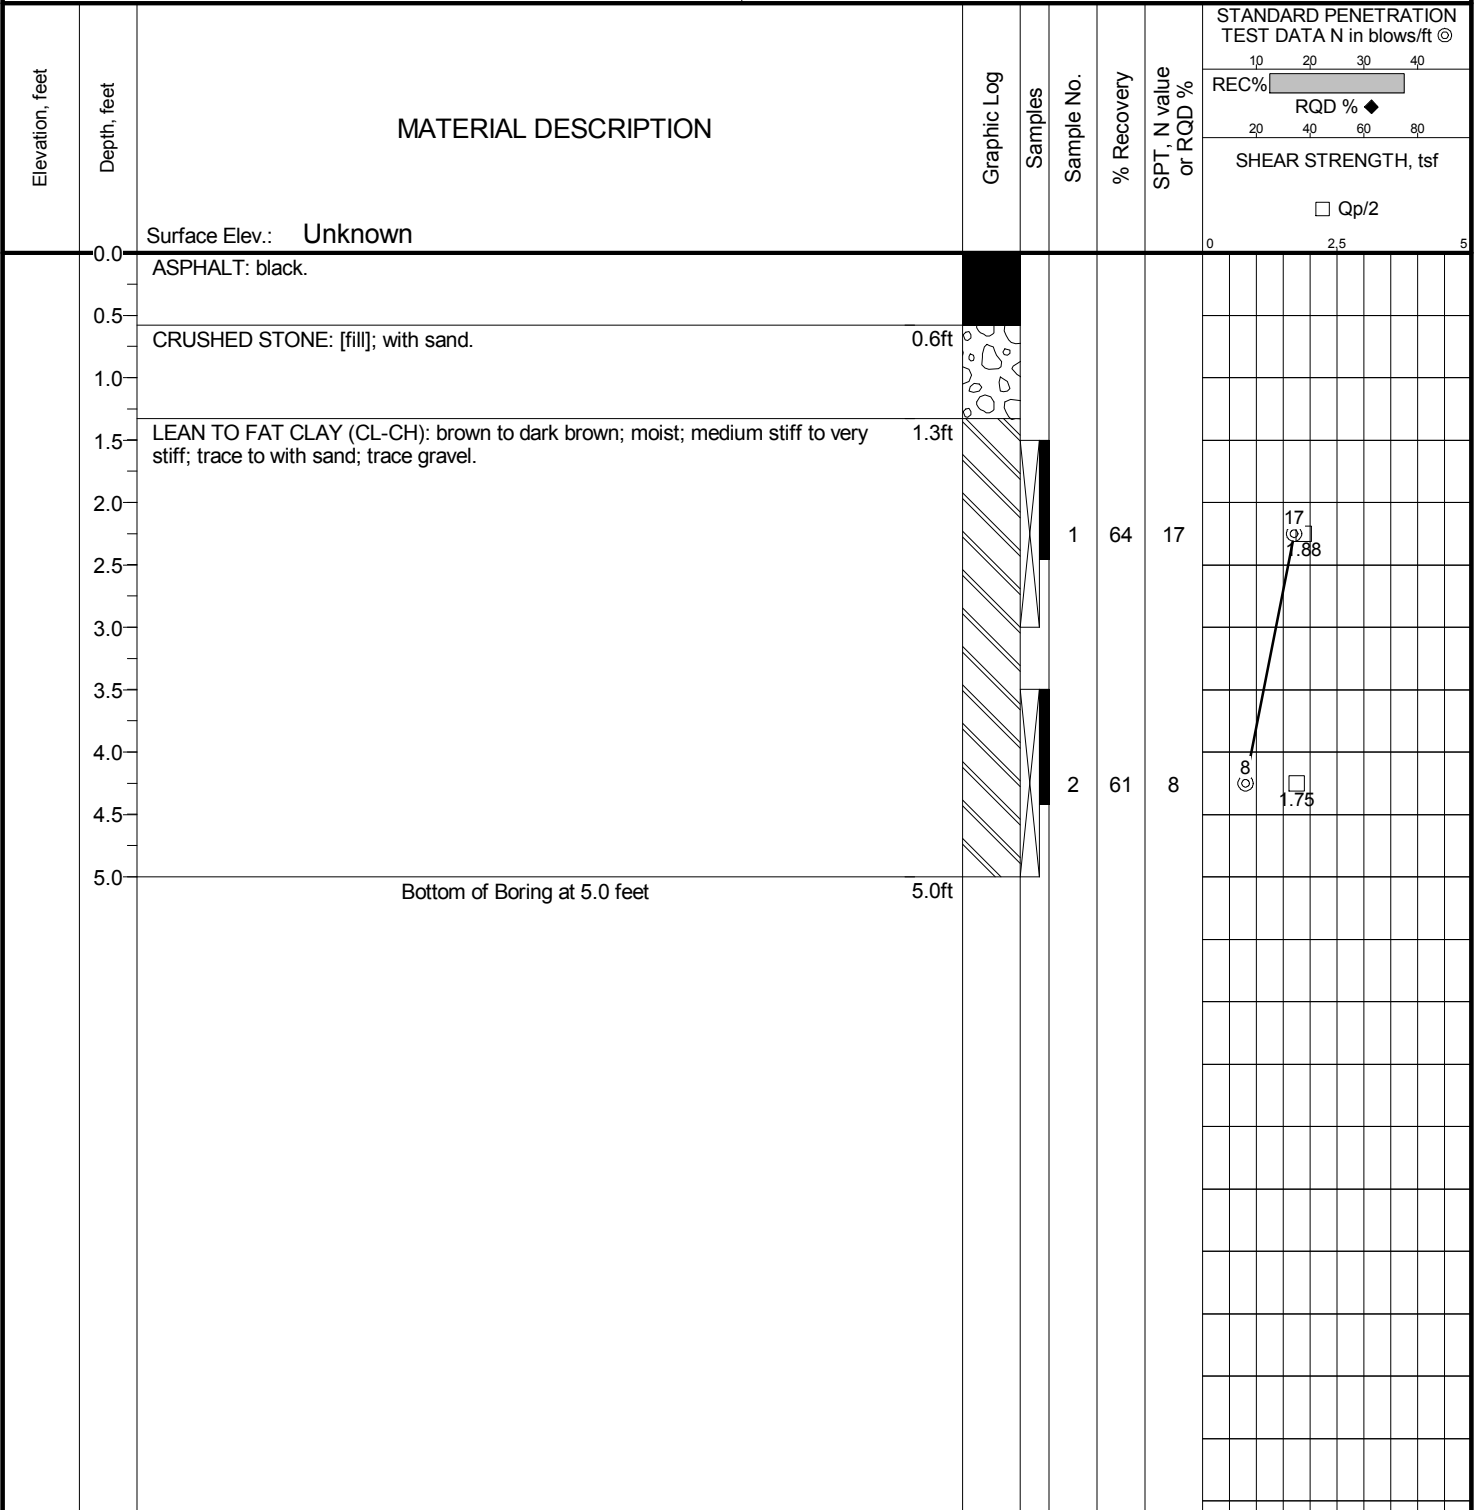 STANDARD PENETRATION
TEST DATA N in blows/ft ◎
10 20 30 40
REC%
RQD % ◆
20 40 60 80
SHEAR STRENGTH, tsf
□ Qp/2
0 2,5 5
Elevation, feet
Depth, feet
MATERIAL DESCRIPTION
Graphic Log
Samples
Sample No.
% Recovery
SPT, N value
or RQD %
Surface Elev.: Unknown
0.0
ASPHALT: black.
0.5
CRUSHED STONE: [fill]; with sand. 0.6ft
1.0
1.5
LEAN TO FAT CLAY (CL-CH): brown to dark brown; moist; medium stiff to very 1.3ft
stiff; trace to with sand; trace gravel.
2.0
17
1 64 17
1.88
2.5
3.0
3.5
4.0
8
2 61 8
1.75
4.5
5.0
Bottom of Boring at 5.0 feet 5.0ft